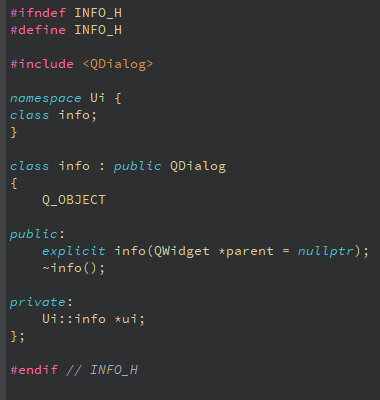 #ifndef INFO_H
#define INFO_H
#include <QDialog>
namespace Ui {
class info;
}
class info : public QDialog
{
    Q_OBJECT
public:
    explicit info(QWidget *parent = nullptr);
    ~info();
private:
    Ui::info *ui;
};
#endif // INFO_H